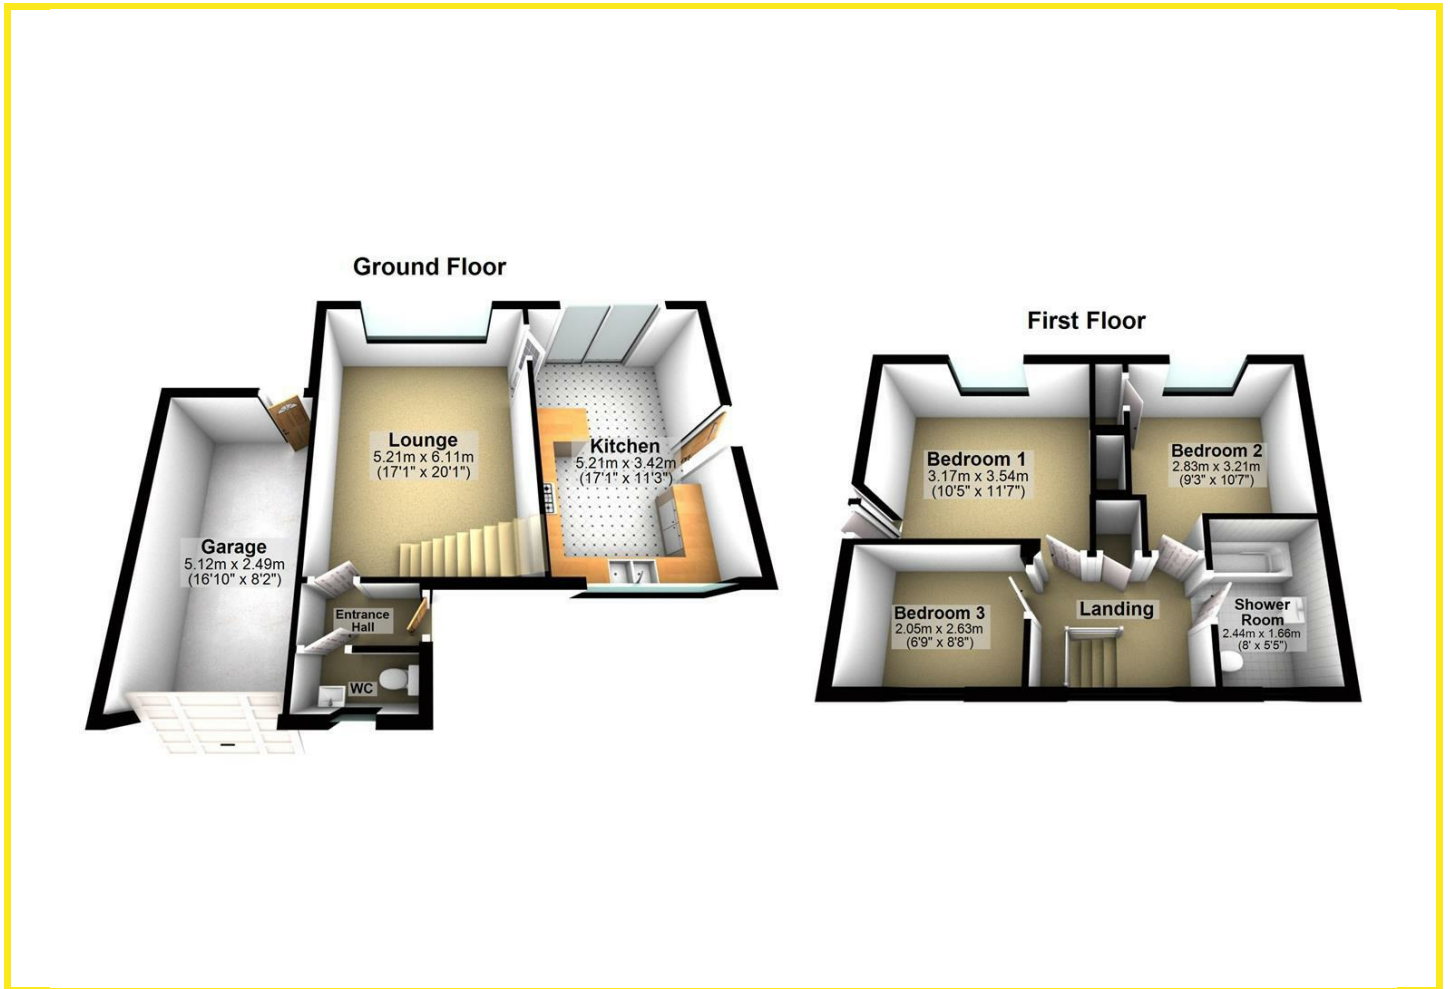 Ground Floor
Lounge
5.21m x 6.11m
(17'1" x 20'1")
Kitchen
5.21m x 3.42m
(17'1" x 11'3")
Garage
5.12m x 2.49m
(16'10" x 8'2")
Entrance
Hall
WC
First Floor
Bedroom 1
3.17m x 3.54m
(10'5" x 11'7")
Bedroom 2
2.83m x 3.21m
(9'3" x 10'7")
Bedroom 3
2.05m x 2.63m
(6'9" x 8'8")
Landing
Shower
Room
2.44m x 1.66m
(8' x 5'5")